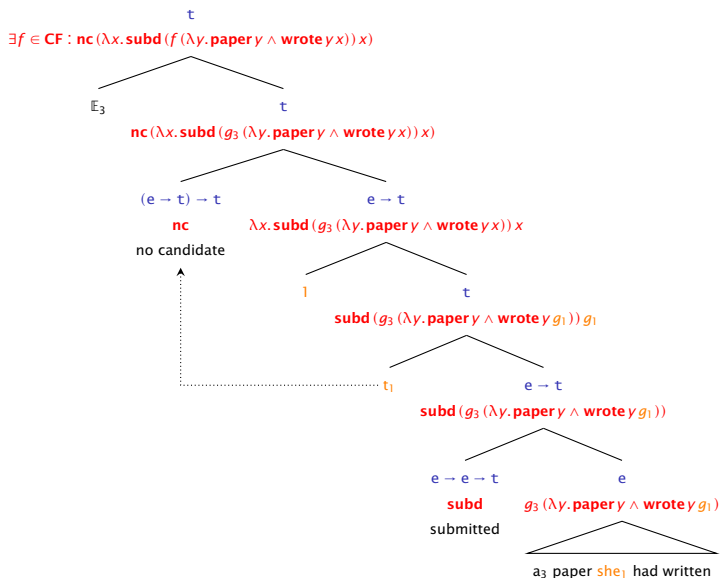 t
∃f ∈ CF : nc (λx. subd (f (λy. paper y ∧ wrote y x)) x)
𝔼₃ t
nc (λx. subd (g₃ (λy. paper y ∧ wrote y x)) x)
(e → t) → t e → t
nc λx. subd (g₃ (λy. paper y ∧ wrote y x)) x
no candidate
1 t
subd (g₃ (λy. paper y ∧ wrote y g₁)) g₁
t₁ e → t
subd (g₃ (λy. paper y ∧ wrote y g₁))
e → e → t e
subd g₃ (λy. paper y ∧ wrote y g₁)
submitted
a₃ paper she₁ had written